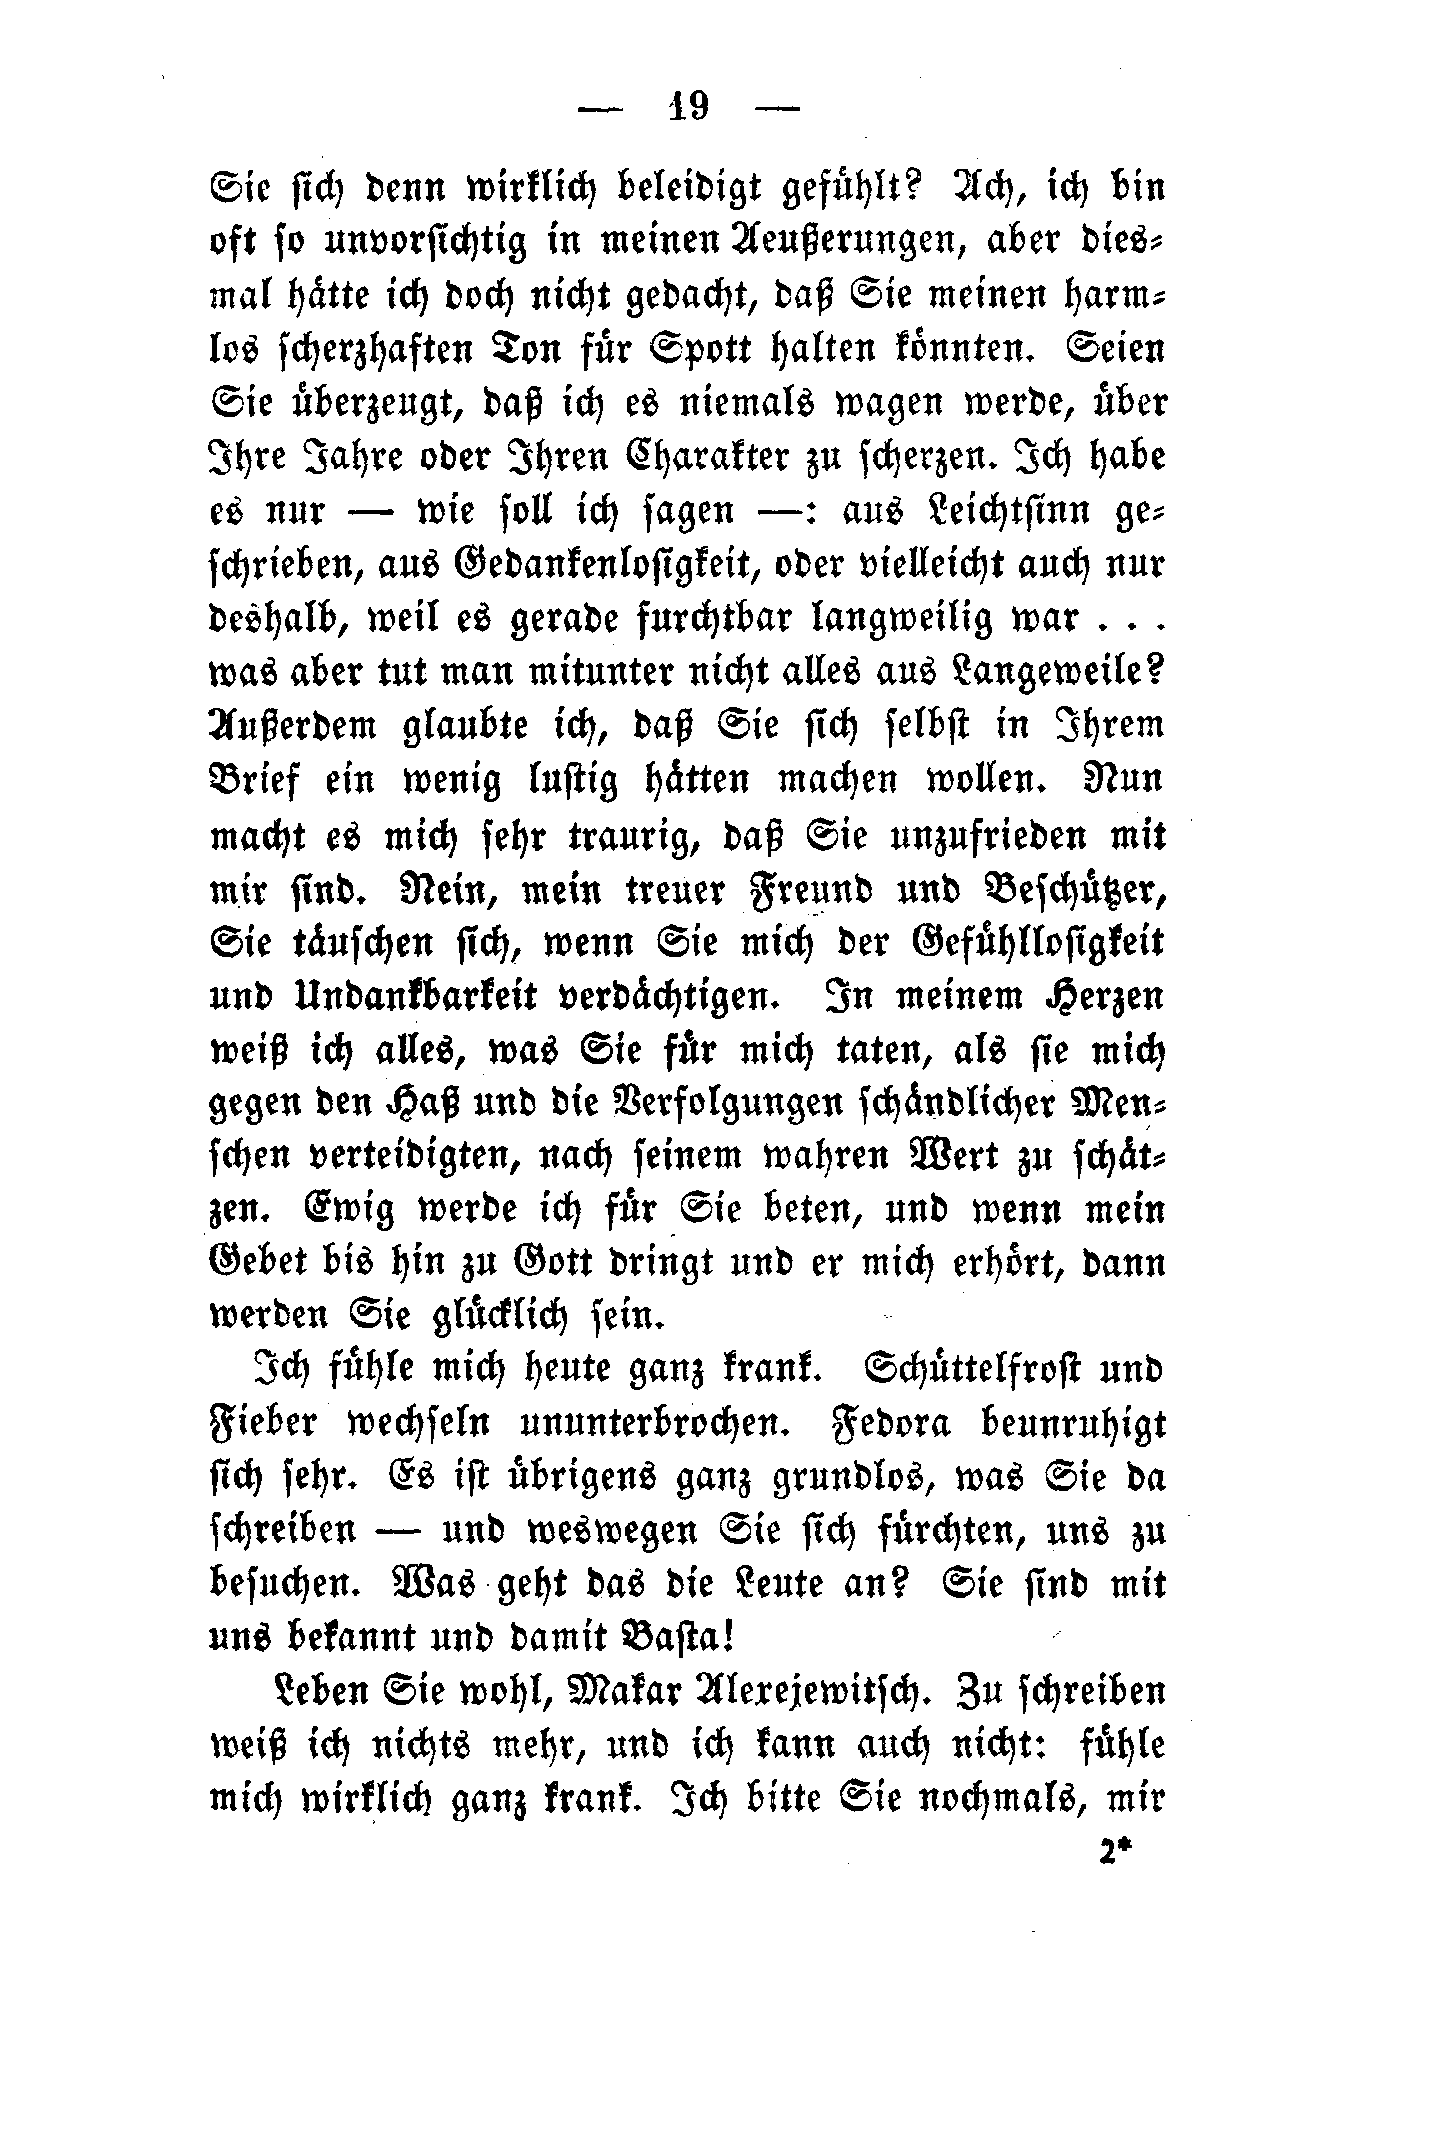 — 19 —
Sie sich denn wirklich beleidigt gefühlt? Ach, ich bin
oft so unvorsichtig in meinen Aeußerungen, aber dies-
mal hätte ich doch nicht gedacht, daß Sie meinen harm-
los scherzhaften Ton für Spott halten könnten. Seien
Sie überzeugt, daß ich es niemals wagen werde, über
Ihre Jahre oder Ihren Charakter zu scherzen. Ich habe
es nur — wie soll ich sagen —: aus Leichtsinn ge-
schrieben, aus Gedankenlosigkeit, oder vielleicht auch nur
deshalb, weil es gerade furchtbar langweilig war . . .
was aber tut man mitunter nicht alles aus Langeweile?
Außerdem glaubte ich, daß Sie sich selbst in Ihrem
Brief ein wenig lustig hätten machen wollen. Nun
macht es mich sehr traurig, daß Sie unzufrieden mit
mir sind. Nein, mein treuer Freund und Beschützer,
Sie täuschen sich, wenn Sie mich der Gefühllosigkeit
und Undankbarkeit verdächtigen. In meinem Herzen
weiß ich alles, was Sie für mich taten, als sie mich
gegen den Haß und die Verfolgungen schändlicher Men-
schen verteidigten, nach seinem wahren Wert zu schät-
zen. Ewig werde ich für Sie beten, und wenn mein
Gebet bis hin zu Gott dringt und er mich erhört, dann
werden Sie glücklich sein.
Ich fühle mich heute ganz krank. Schüttelfrost und
Fieber wechseln ununterbrochen. Fedora beunruhigt
sich sehr. Es ist übrigens ganz grundlos, was Sie da
schreiben — und weswegen Sie sich fürchten, uns zu
besuchen. Was geht das die Leute an? Sie sind mit
uns bekannt und damit Basta!
Leben Sie wohl, Makar Alexejewitsch. Zu schreiben
weiß ich nichts mehr, und ich kann auch nicht: fühle
mich wirklich ganz krank. Ich bitte Sie nochmals, mir
2*